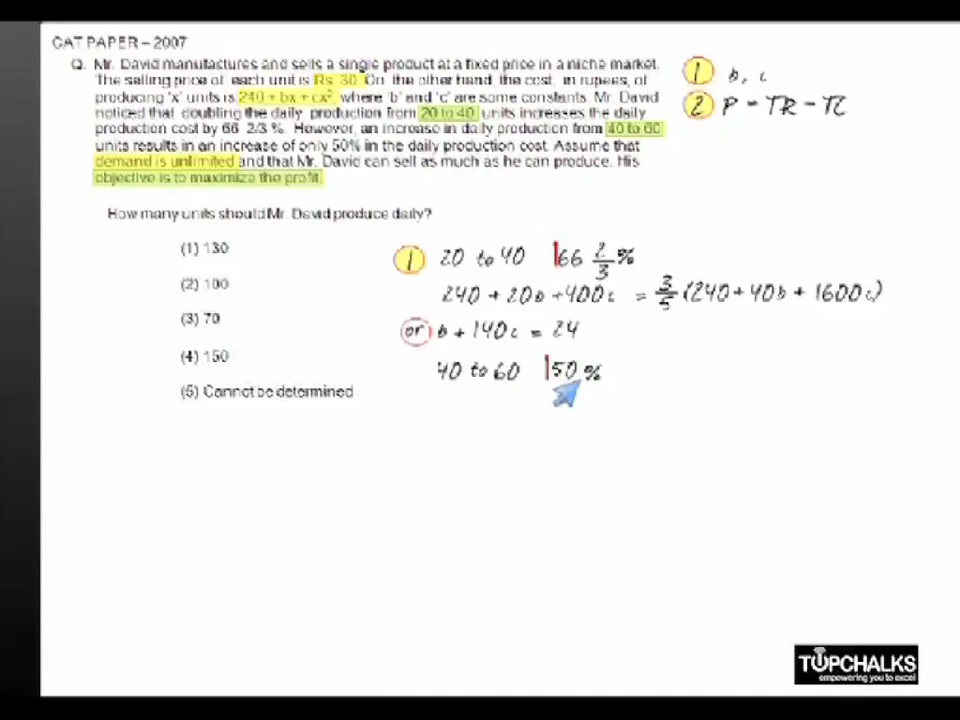 CAT PAPER – 2007
Q. Mr. David manufactures and sells a single product at a fixed price in a niche market.
The selling price of each unit is Rs. 30. On the other hand, the cost, in rupees, of
producing 'x' units is 240 + bx + cx², where 'b' and 'c' are some constants. Mr. David
noticed that doubling the daily production from 20 to 40 units increases the daily
production cost by 66 2/3 %. However, an increase in daily production from 40 to 60
units results in an increase of only 50% in the daily production cost. Assume that
demand is unlimited and that Mr. David can sell as much as he can produce. His
objective is to maximize the profit.
1 b, c
2 P = TR - TC
How many units should Mr. David produce daily?
(1) 130
(2) 100
(3) 70
(4) 150
(5) Cannot be determined
1 20 to 40 66 2/3 %
240 + 20b + 400c = 3/5 (240 + 40b + 1600c)
or b + 140c = 24
40 to 60 50%
TOPCHALKS
empowering you to excel